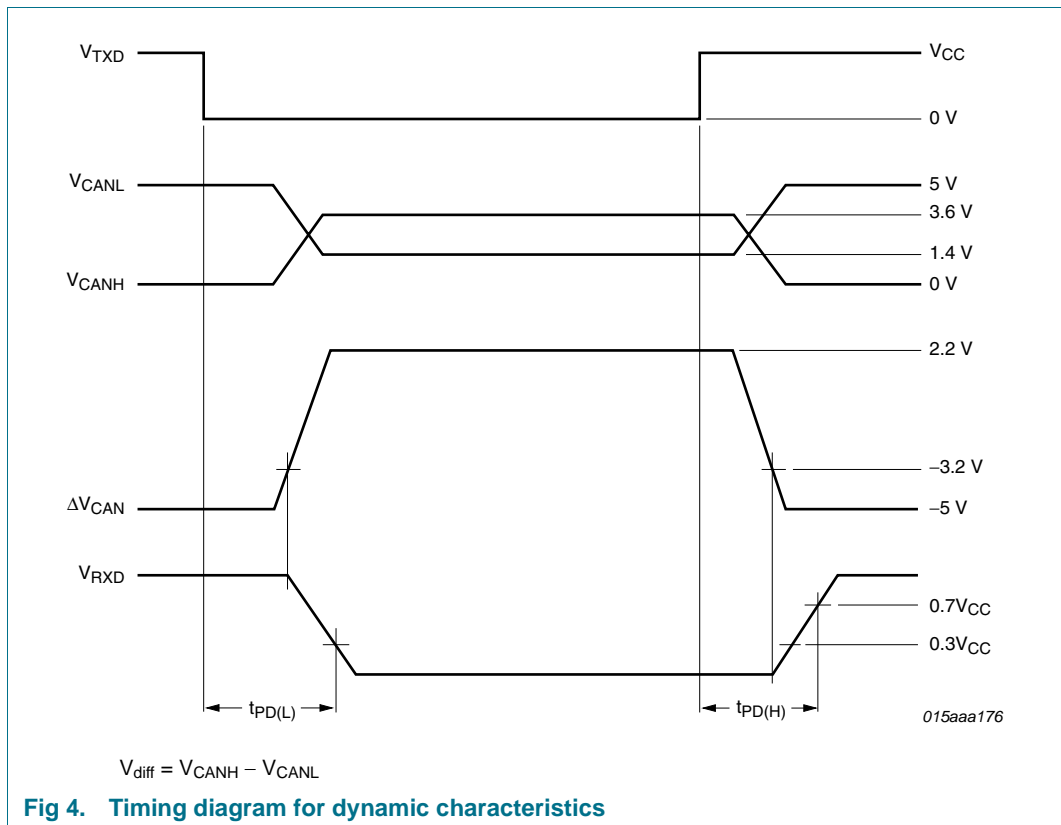 VTXD
VCC
0 V
VCANL
5 V
3.6 V
1.4 V
VCANH
0 V
2.2 V
−3.2 V
ΔVCAN
−5 V
VRXD
0.7VCC
0.3VCC
tPD(L)
tPD(H)
015aaa176
Vdiff = VCANH − VCANL
Fig 4. Timing diagram for dynamic characteristics